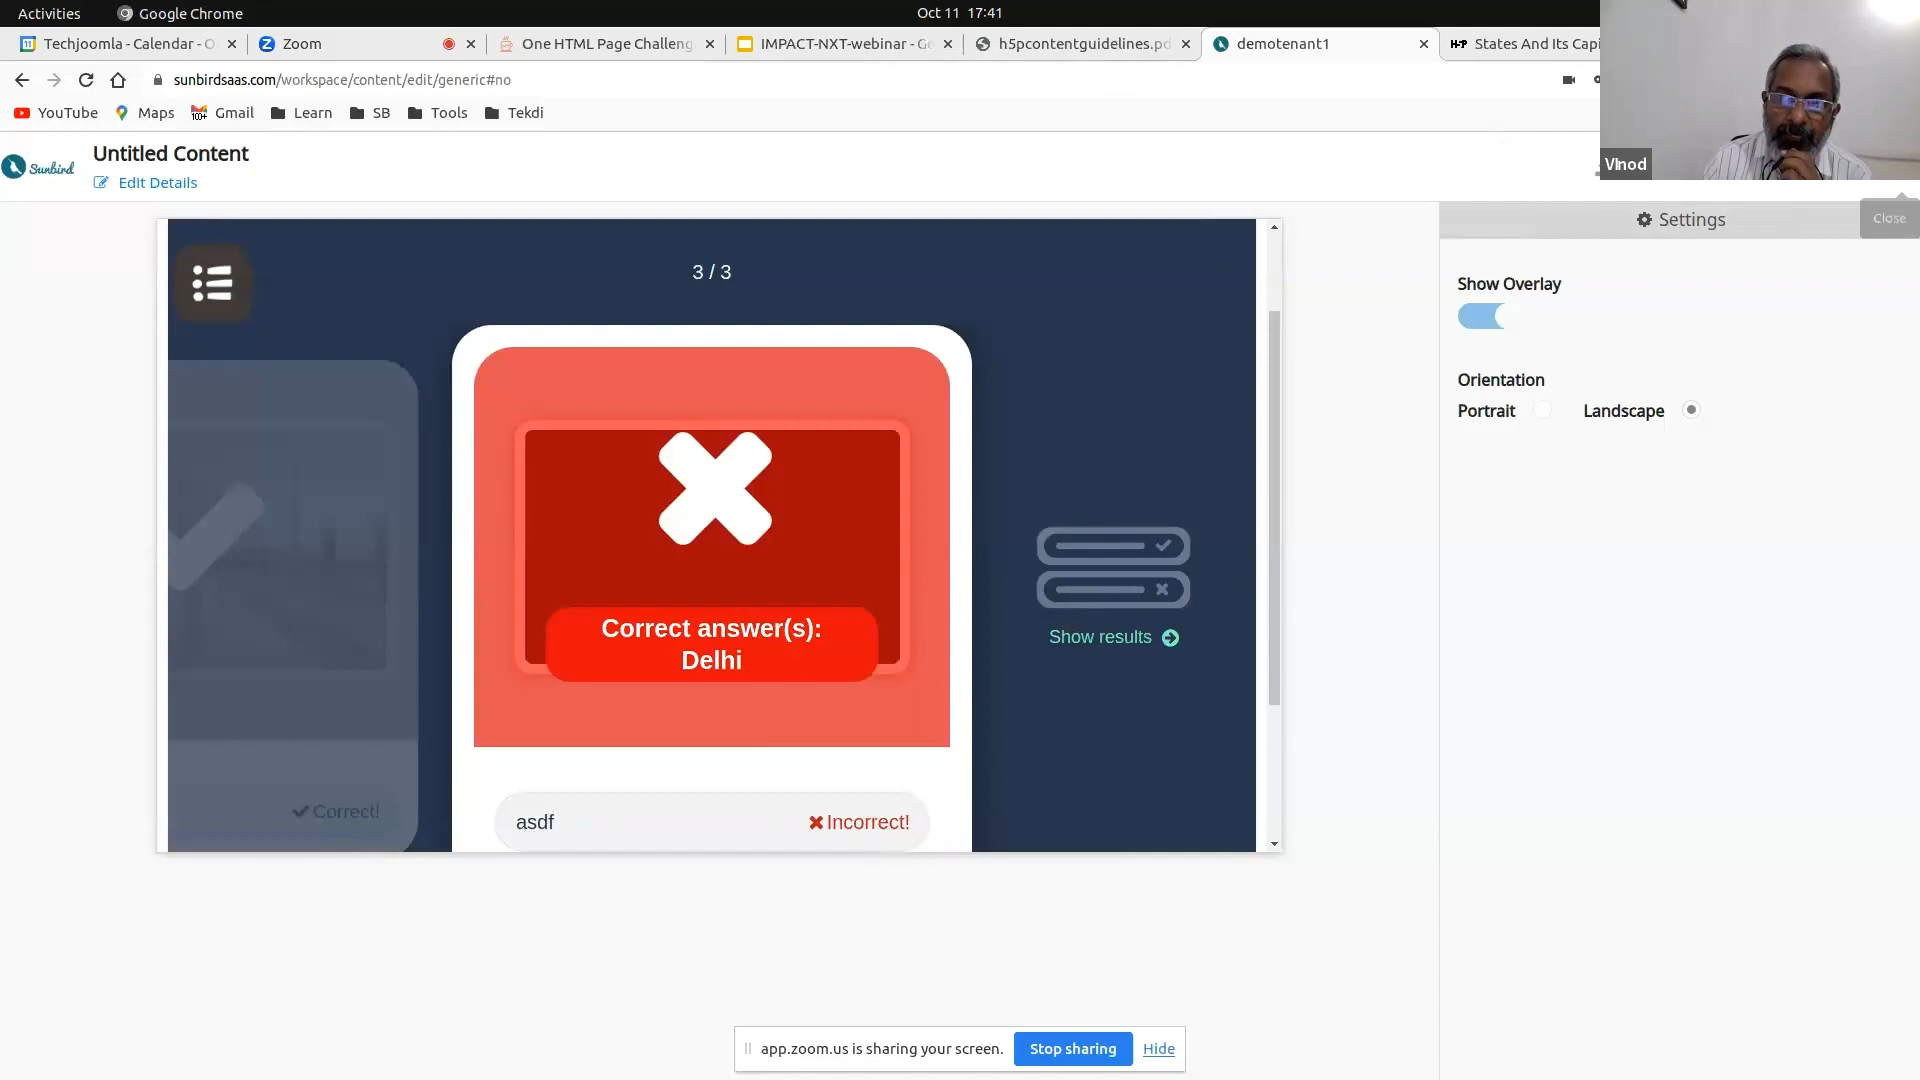 Activities
Google Chrome
Oct 11 17:41
Techjoomla - Calendar - O
Zoom
One HTML Page Challeng
IMPACT-NXT-webinar - Go
h5pcontentguidelines.pd
demotenant1
H-P States And Its Capi
sunbirdsaas.com/workspace/content/edit/generic#no
YouTube
Maps
Gmail
Learn
SB
Tools
Tekdi
VInod
Sunbird
Untitled Content
Edit Details
Settings
Close
3 / 3
Show Overlay
Orientation
Portrait
Landscape
Correct answer(s):
Delhi
Show results
Correct!
asdf
Incorrect!
app.zoom.us is sharing your screen.
Stop sharing
Hide